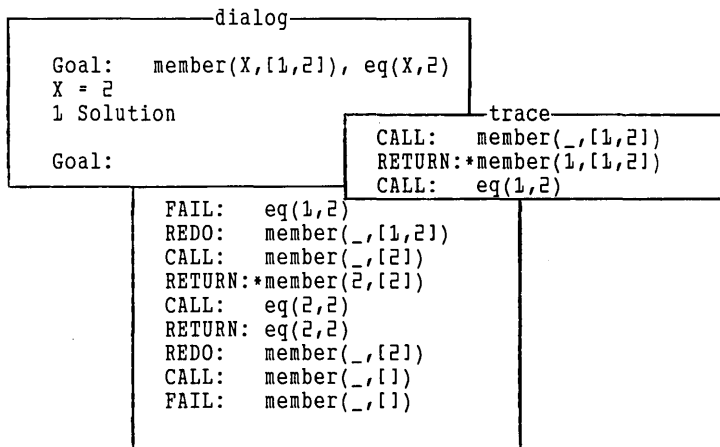 dialog
Goal: member(X,[1,2]), eq(X,2)
X = 2
1 Solution
Goal:
trace
CALL: member(_,[1,2])
RETURN:*member(1,[1,2])
CALL: eq(1,2)
FAIL: eq(1,2)
REDO: member(_,[1,2])
CALL: member(_,[2])
RETURN:*member(2,[2])
CALL: eq(2,2)
RETURN: eq(2,2)
REDO: member(_,[2])
CALL: member(_,[])
FAIL: member(_,[])